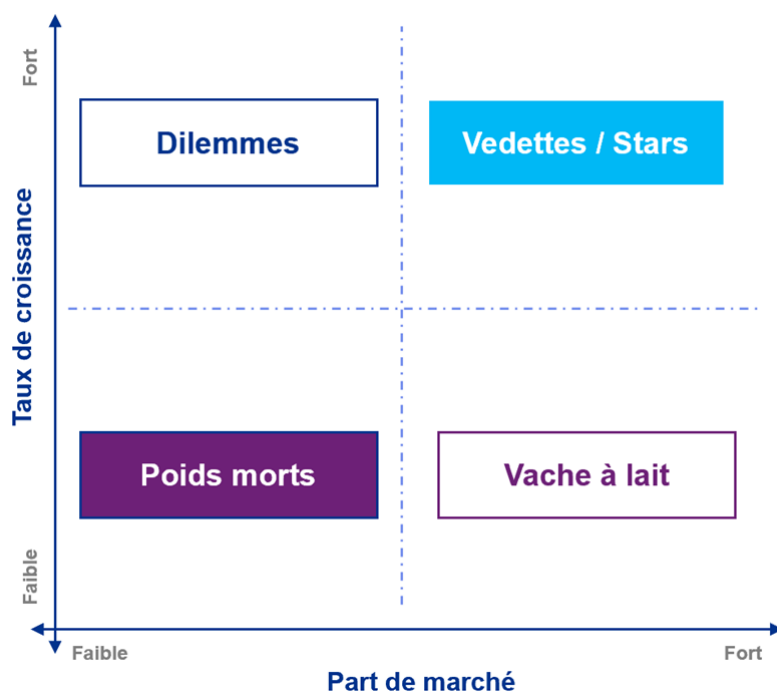 Fort
Dilemmes
Vedettes / Stars
Taux de croissance
Poids morts
Vache à lait
Faible
Faible
Fort
Part de marché